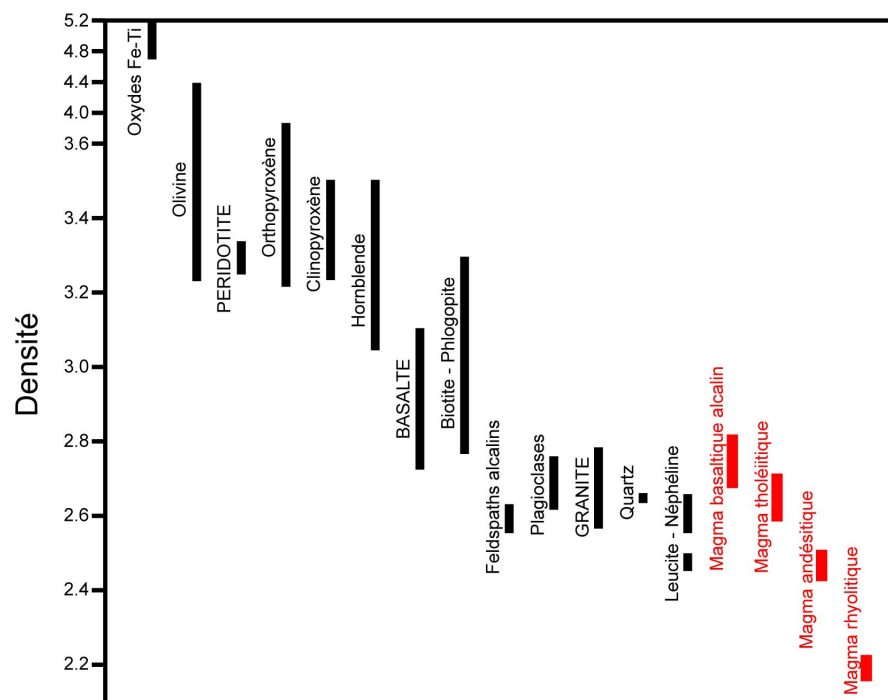 5.2
4.8
4.4
4.0
3.6
3.4
3.2
3.0
2.8
2.6
2.4
2.2
Densité
Oxydes Fe-Ti
Olivine
PERIDOTITE
Orthopyroxène
Clinopyroxène
Hornblende
BASALTE
Biotite - Phlogopite
Feldspaths alcalins
Plagioclases
GRANITE
Quartz
Leucite - Néphéline
Magma basaltique alcalin
Magma tholéiitique
Magma andésitique
Magma rhyolitique